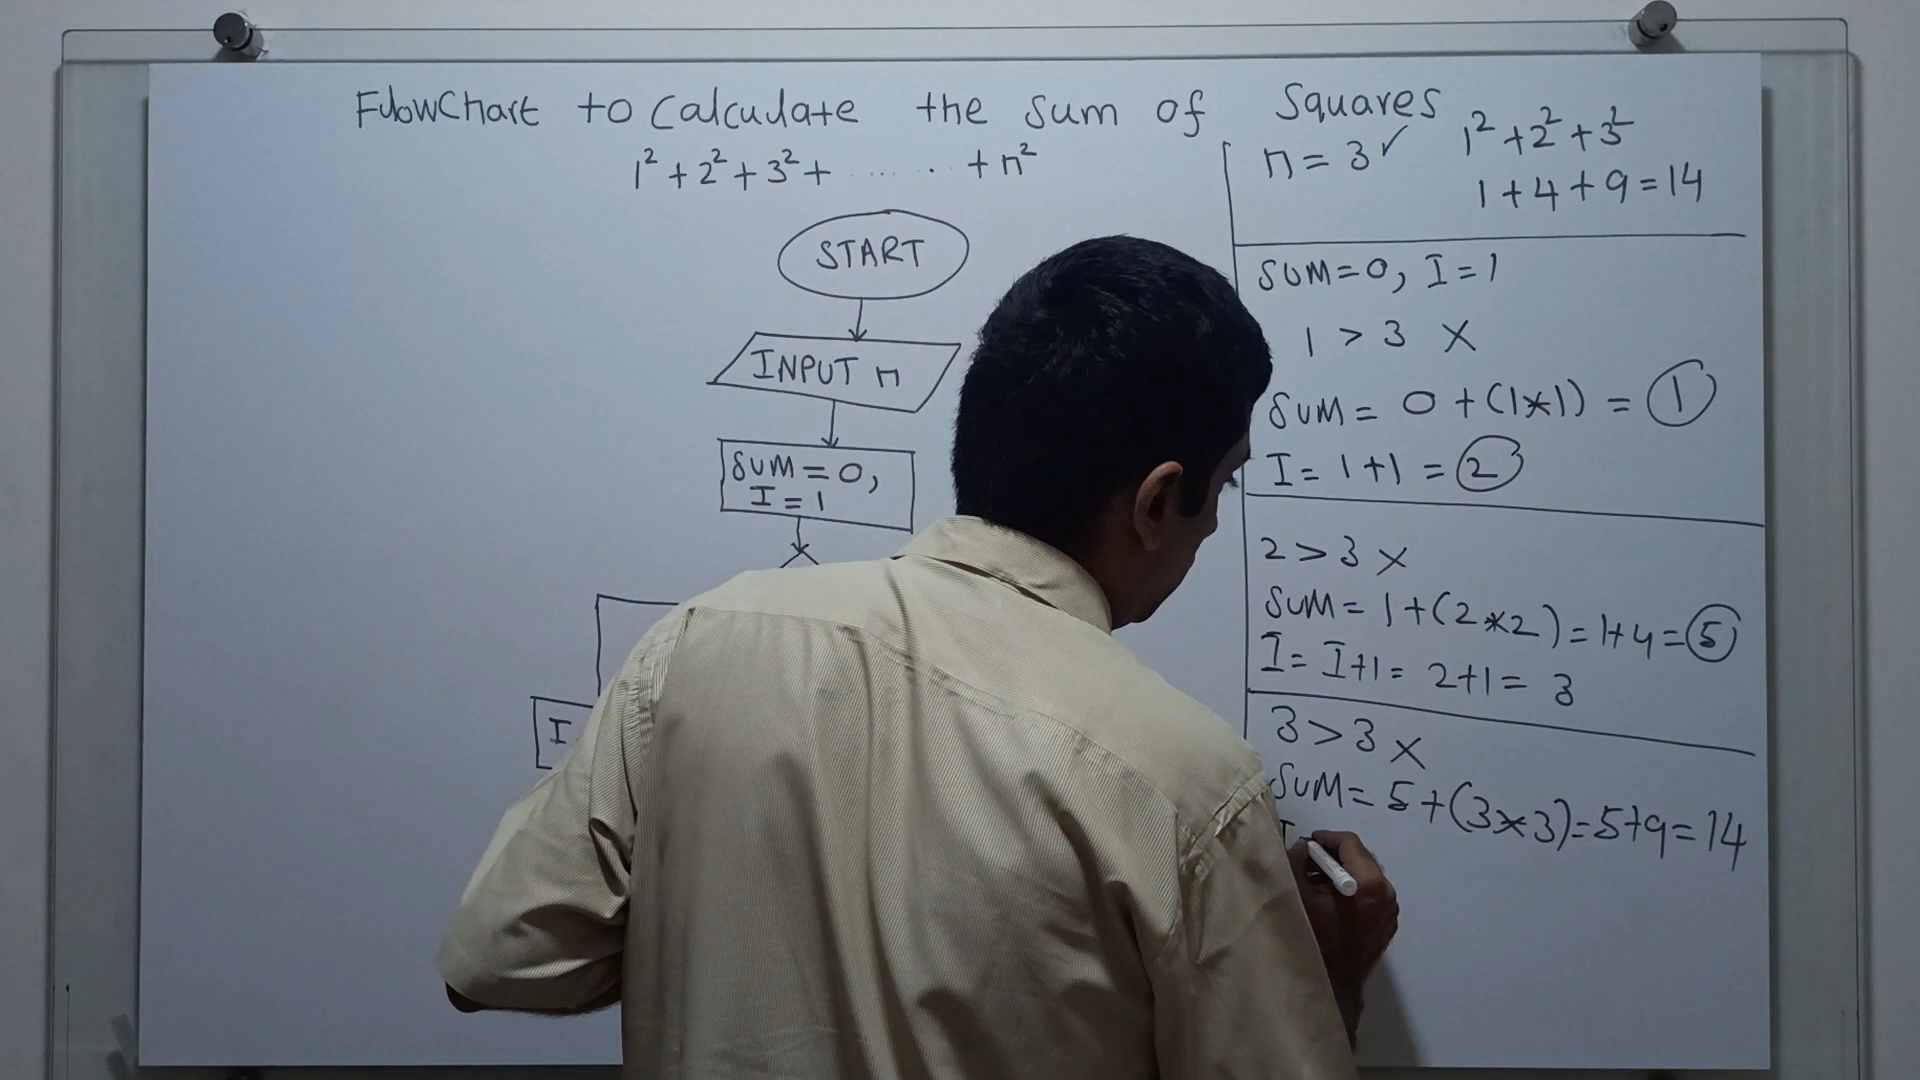 FlowChart to Calculate the Sum of Squares
1² + 2² + 3² + ....... + n²
START
INPUT n
SUM = 0,
I = 1
I
n = 3 ✓
1² + 2² + 3²
1 + 4 + 9 = 14
SUM = 0, I = 1
1 > 3 X
SUM = 0 + (1*1) = 1
I = 1 + 1 = 2
2 > 3 X
SUM = 1 + (2*2) = 1+4 = 5
I = I+1 = 2+1 = 3
3 > 3 X
SUM = 5 + (3*3) = 5+9 = 14
I =